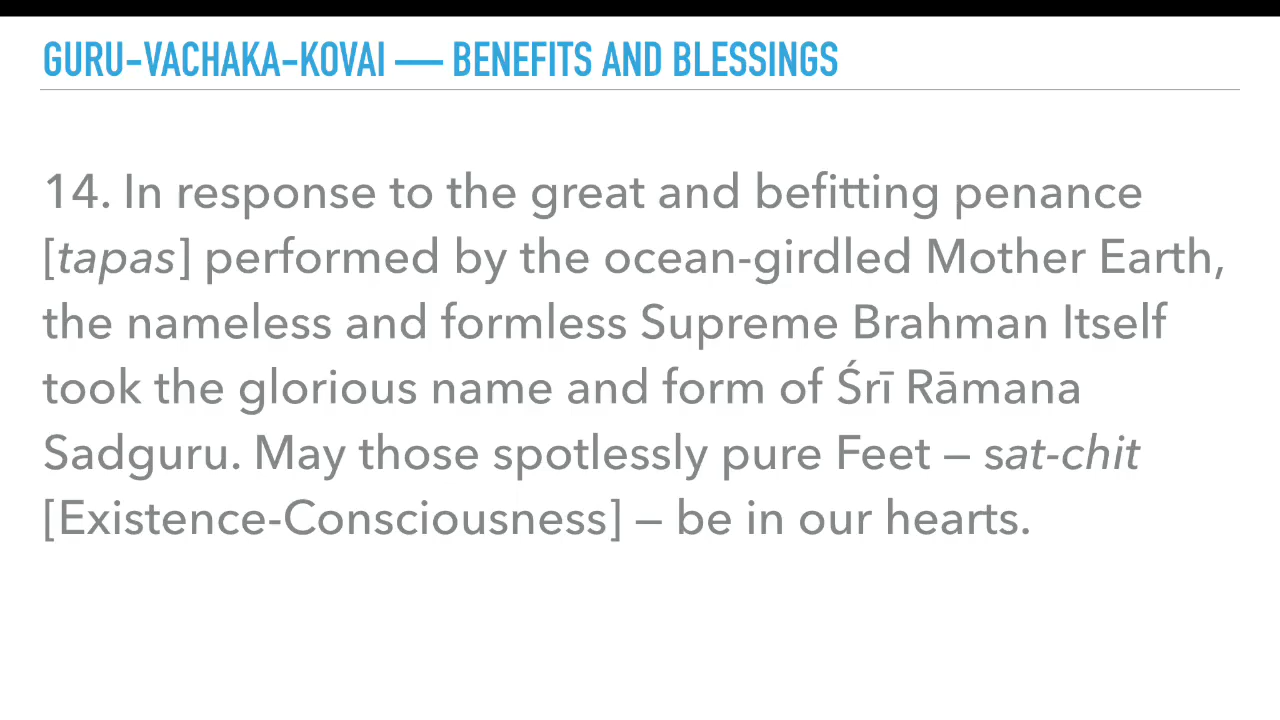 GURU-VACHAKA-KOVAI — BENEFITS AND BLESSINGS
14. In response to the great and befitting penance
[tapas] performed by the ocean-girdled Mother Earth,
the nameless and formless Supreme Brahman Itself
took the glorious name and form of Śrī Rāmana
Sadguru. May those spotlessly pure Feet – sat-chit
[Existence-Consciousness] – be in our hearts.